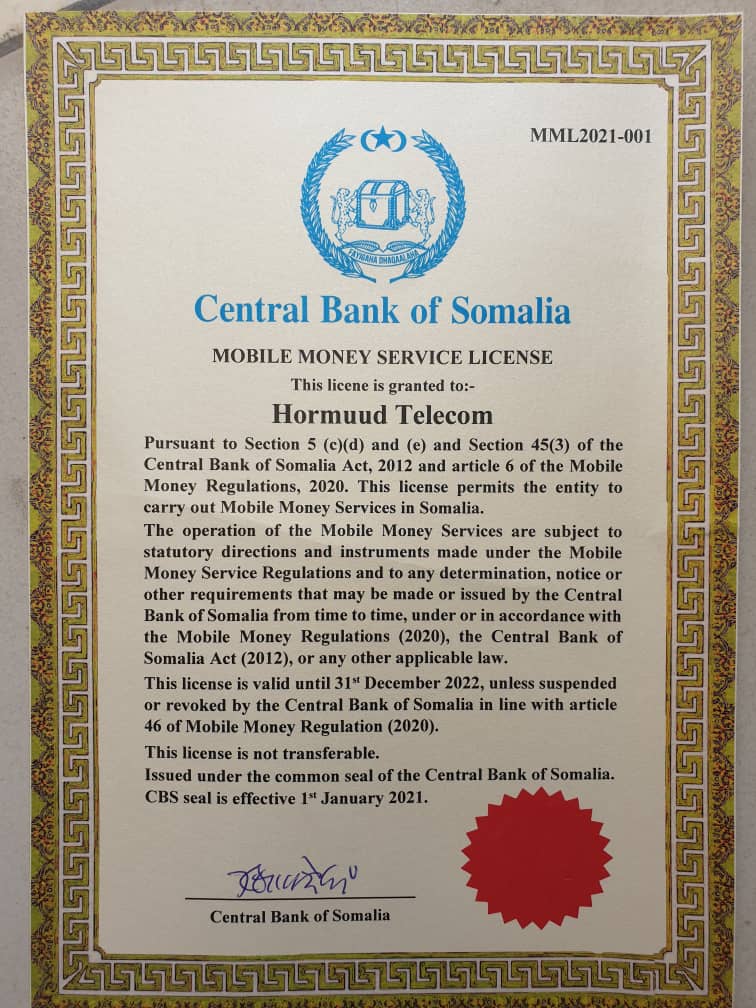 MML2021-001
FAYIGAHA DHAQAALAHA
Central Bank of Somalia
MOBILE MONEY SERVICE LICENSE
This licene is granted to:-
Hormuud Telecom
Pursuant to Section 5 (c)(d) and (e) and Section 45(3) of the
Central Bank of Somalia Act, 2012 and article 6 of the Mobile
Money Regulations, 2020. This license permits the entity to
carry out Mobile Money Services in Somalia.
The operation of the Mobile Money Services are subject to
statutory directions and instruments made under the Mobile
Money Service Regulations and to any determination, notice or
other requirements that may be made or issued by the Central
Bank of Somalia from time to time, under or in accordance with
the Mobile Money Regulations (2020), the Central Bank of
Somalia Act (2012), or any other applicable law.
This license is valid until 31st December 2022, unless suspended
or revoked by the Central Bank of Somalia in line with article
46 of Mobile Money Regulation (2020).
This license is not transferable.
Issued under the common seal of the Central Bank of Somalia.
CBS seal is effective 1st January 2021.
Central Bank of Somalia